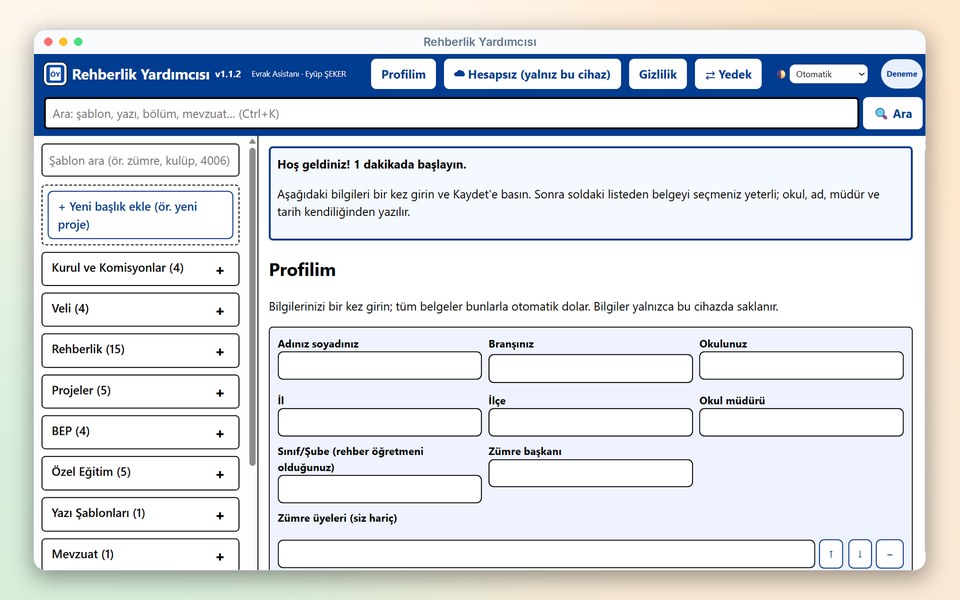 Rehberlik Yardımcısı
ÖY Rehberlik Yardımcısı v1.1.2 Evrak Asistanı - Eyüp ŞEKER Profilim Hesapsız (yalnız bu cihaz) Gizlilik ⇄ Yedek Otomatik Deneme
Ara: şablon, yazı, bölüm, mevzuat... (Ctrl+K) Ara
Şablon ara (ör. zümre, kulüp, 4006)
+ Yeni başlık ekle (ör. yeni
proje)
Kurul ve Komisyonlar (4) +
Veli (4) +
Rehberlik (15) +
Projeler (5) +
BEP (4) +
Özel Eğitim (5) +
Yazı Şablonları (1) +
Mevzuat (1) +
Hoş geldiniz! 1 dakikada başlayın.
Aşağıdaki bilgileri bir kez girin ve Kaydet'e basın. Sonra soldaki listeden belgeyi seçmeniz yeterli; okul, ad, müdür ve
tarih kendiliğinden yazılır.
Profilim
Bilgilerinizi bir kez girin; tüm belgeler bunlarla otomatik dolar. Bilgiler yalnızca bu cihazda saklanır.
Adınız soyadınız Branşınız Okulunuz
İl İlçe Okul müdürü
Sınıf/Şube (rehber öğretmeni
olduğunuz)
Zümre başkanı
Zümre üyeleri (siz hariç)
↑ ↓ −